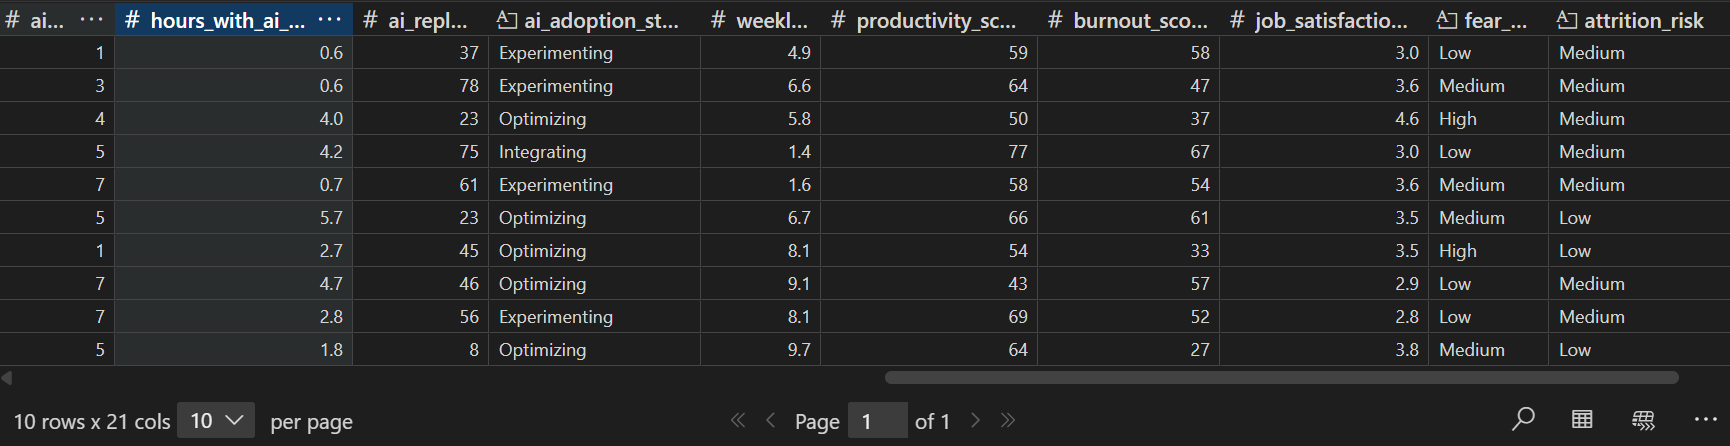 # ai... ··· # hours_with_ai_... ··· # ai_repl... ai_adoption_st... # weekl... # productivity_sc... # burnout_sco... # job_satisfactio... fear_... attrition_risk
1 0.6 37 Experimenting 4.9 59 58 3.0 Low Medium
3 0.6 78 Experimenting 6.6 64 47 3.6 Medium Medium
4 4.0 23 Optimizing 5.8 50 37 4.6 High Medium
5 4.2 75 Integrating 1.4 77 67 3.0 Low Medium
7 0.7 61 Experimenting 1.6 58 54 3.6 Medium Medium
5 5.7 23 Optimizing 6.7 66 61 3.5 Medium Low
1 2.7 45 Optimizing 8.1 54 33 3.5 High Low
7 4.7 46 Optimizing 9.1 43 57 2.9 Low Medium
7 2.8 56 Experimenting 8.1 69 52 2.8 Low Medium
5 1.8 8 Optimizing 9.7 64 27 3.8 Medium Low
10 rows x 21 cols 10 per page Page 1 of 1